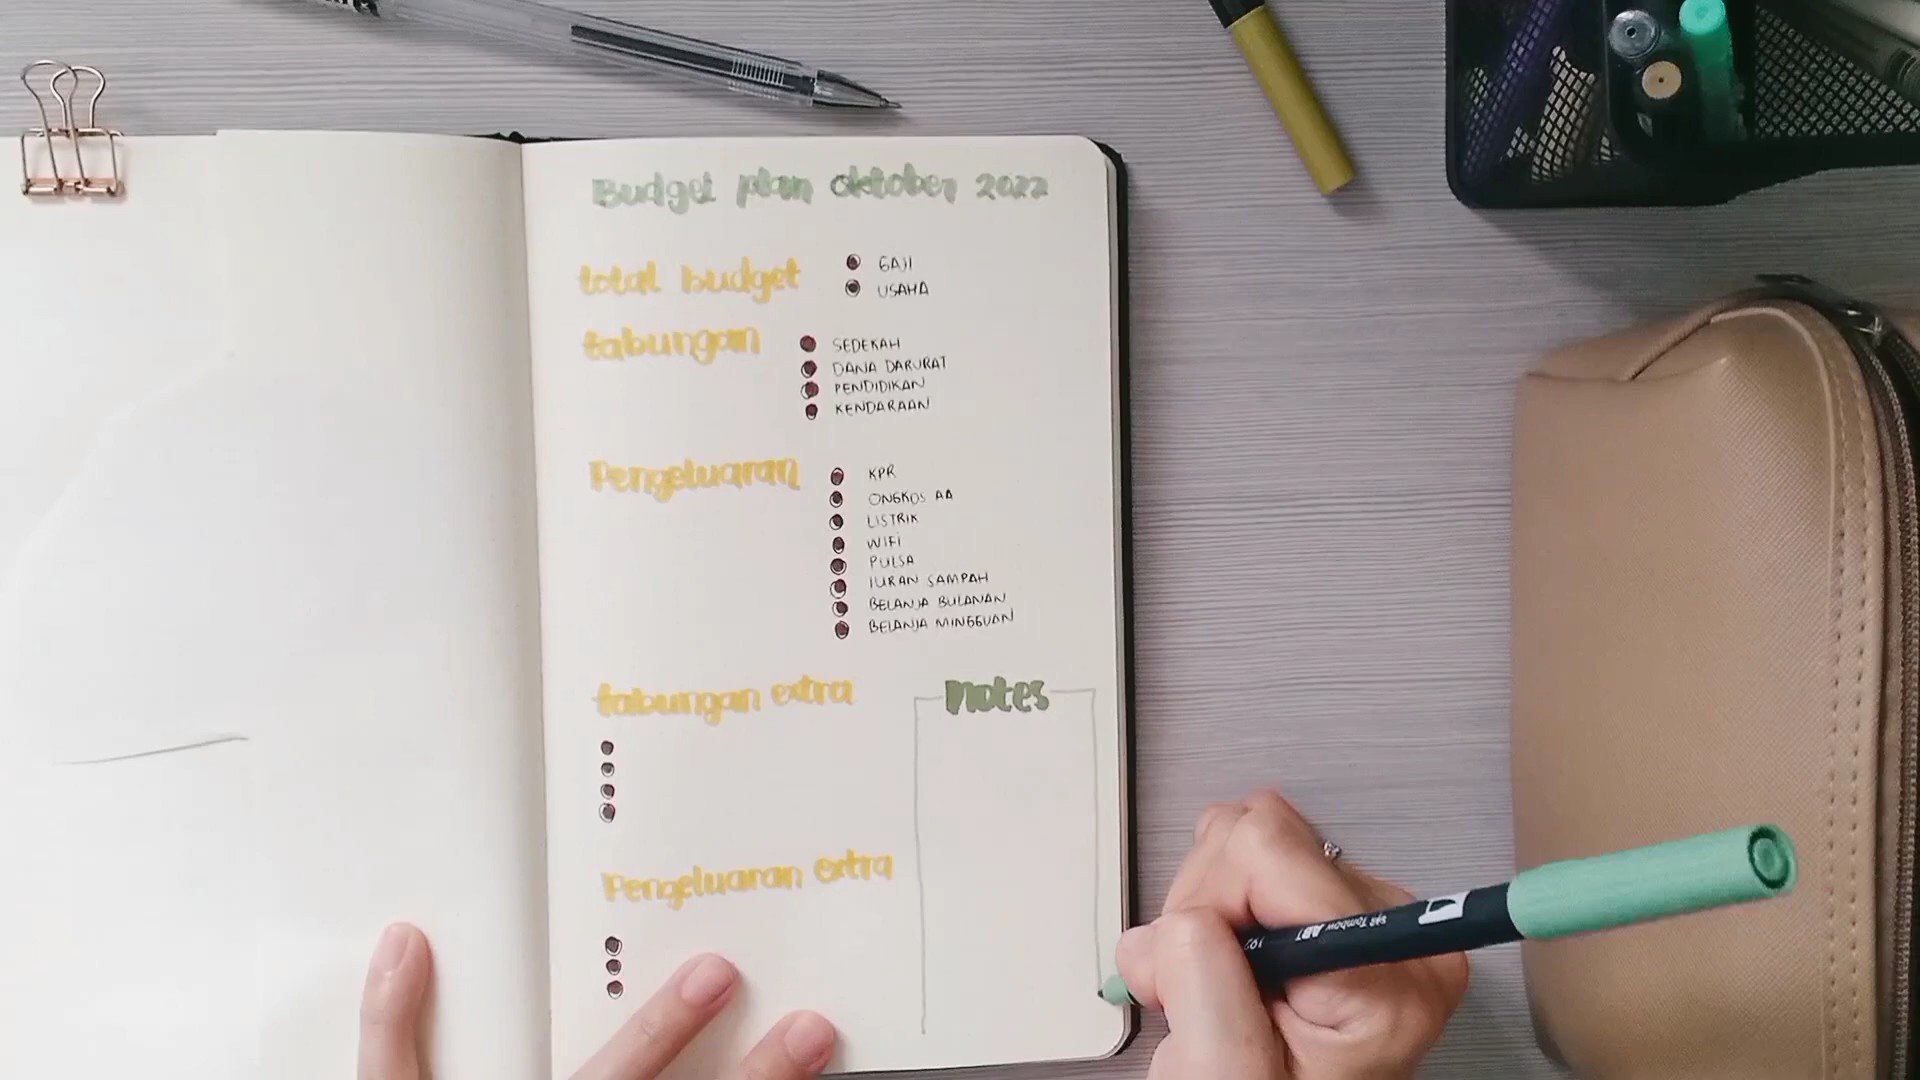 Budget plan oktober 2022
total budget
GAJI
USAHA
tabungan
SEDEKAH
DANA DARURAT
PENDIDIKAN
KENDARAAN
Pengeluaran
KPR
ONGKOS AA
LISTRIK
WIFI
PULSA
IURAN SAMPAH
BELANJA BULANAN
BELANJA MINGGUAN
tabungan extra
notes
Pengeluaran extra
Tombow ABT